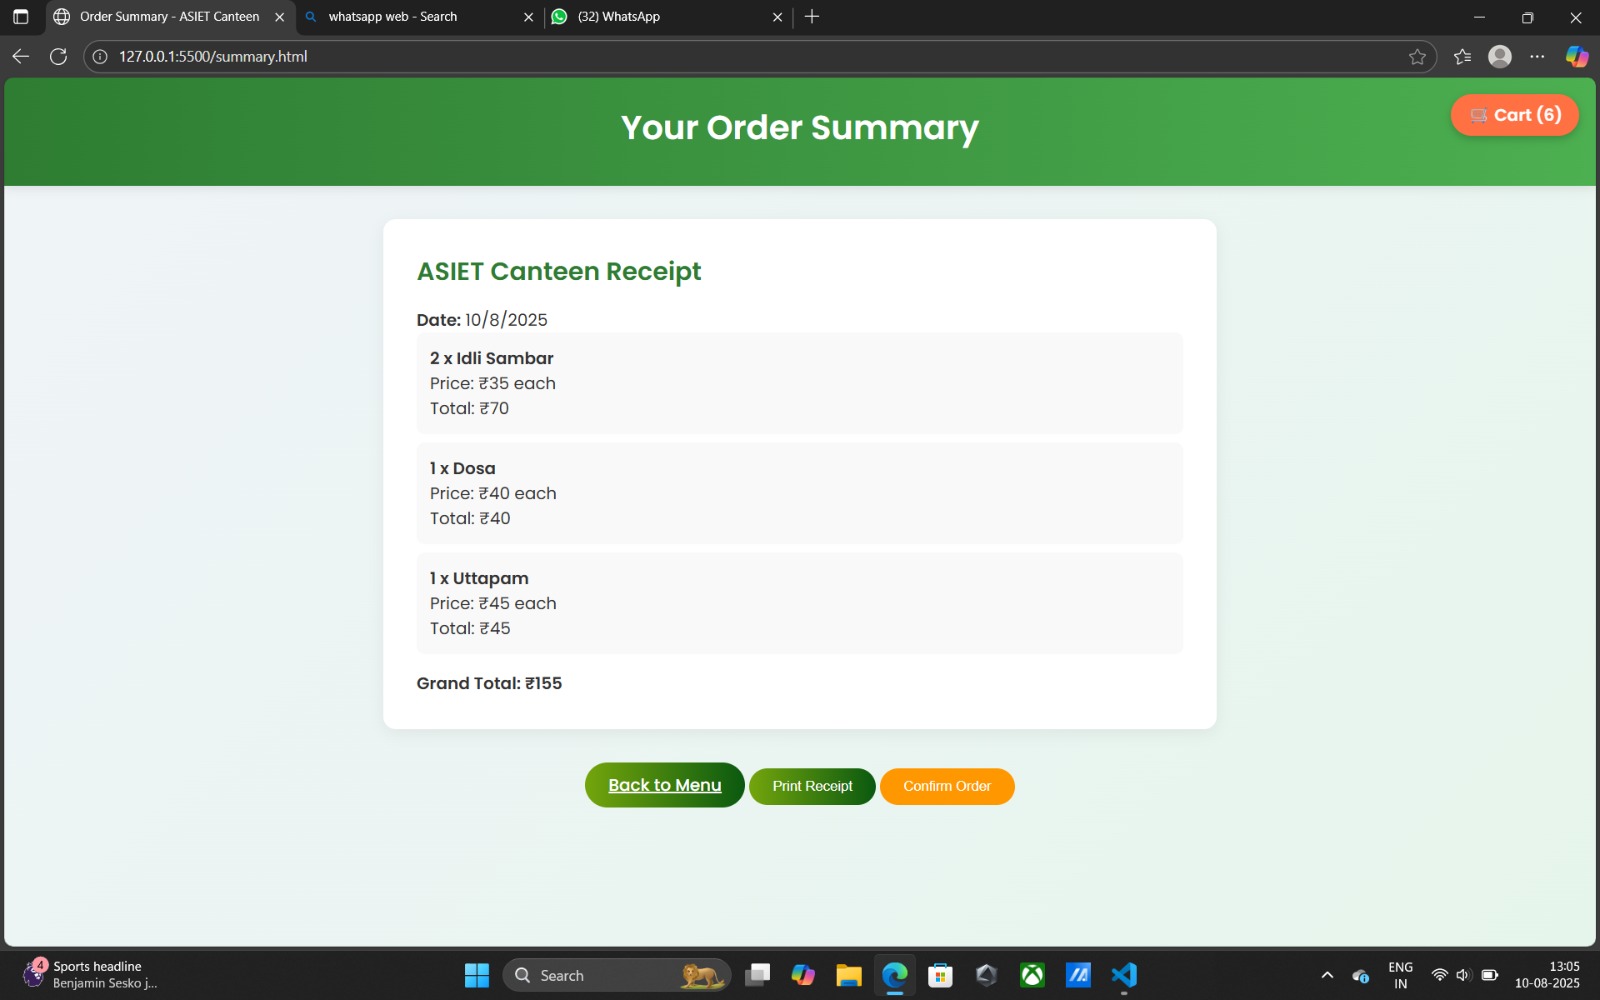 Order Summary - ASIET Canteen
whatsapp web - Search
(32) WhatsApp
127.0.0.1:5500/summary.html
Your Order Summary
🛒 Cart (6)
ASIET Canteen Receipt
Date: 10/8/2025
2 x Idli Sambar
Price: ₹35 each
Total: ₹70
1 x Dosa
Price: ₹40 each
Total: ₹40
1 x Uttapam
Price: ₹45 each
Total: ₹45
Grand Total: ₹155
Back to Menu
Print Receipt
Confirm Order
4
Sports headline
Benjamin Sesko j...
Search
ENG
IN
13:05
10-08-2025